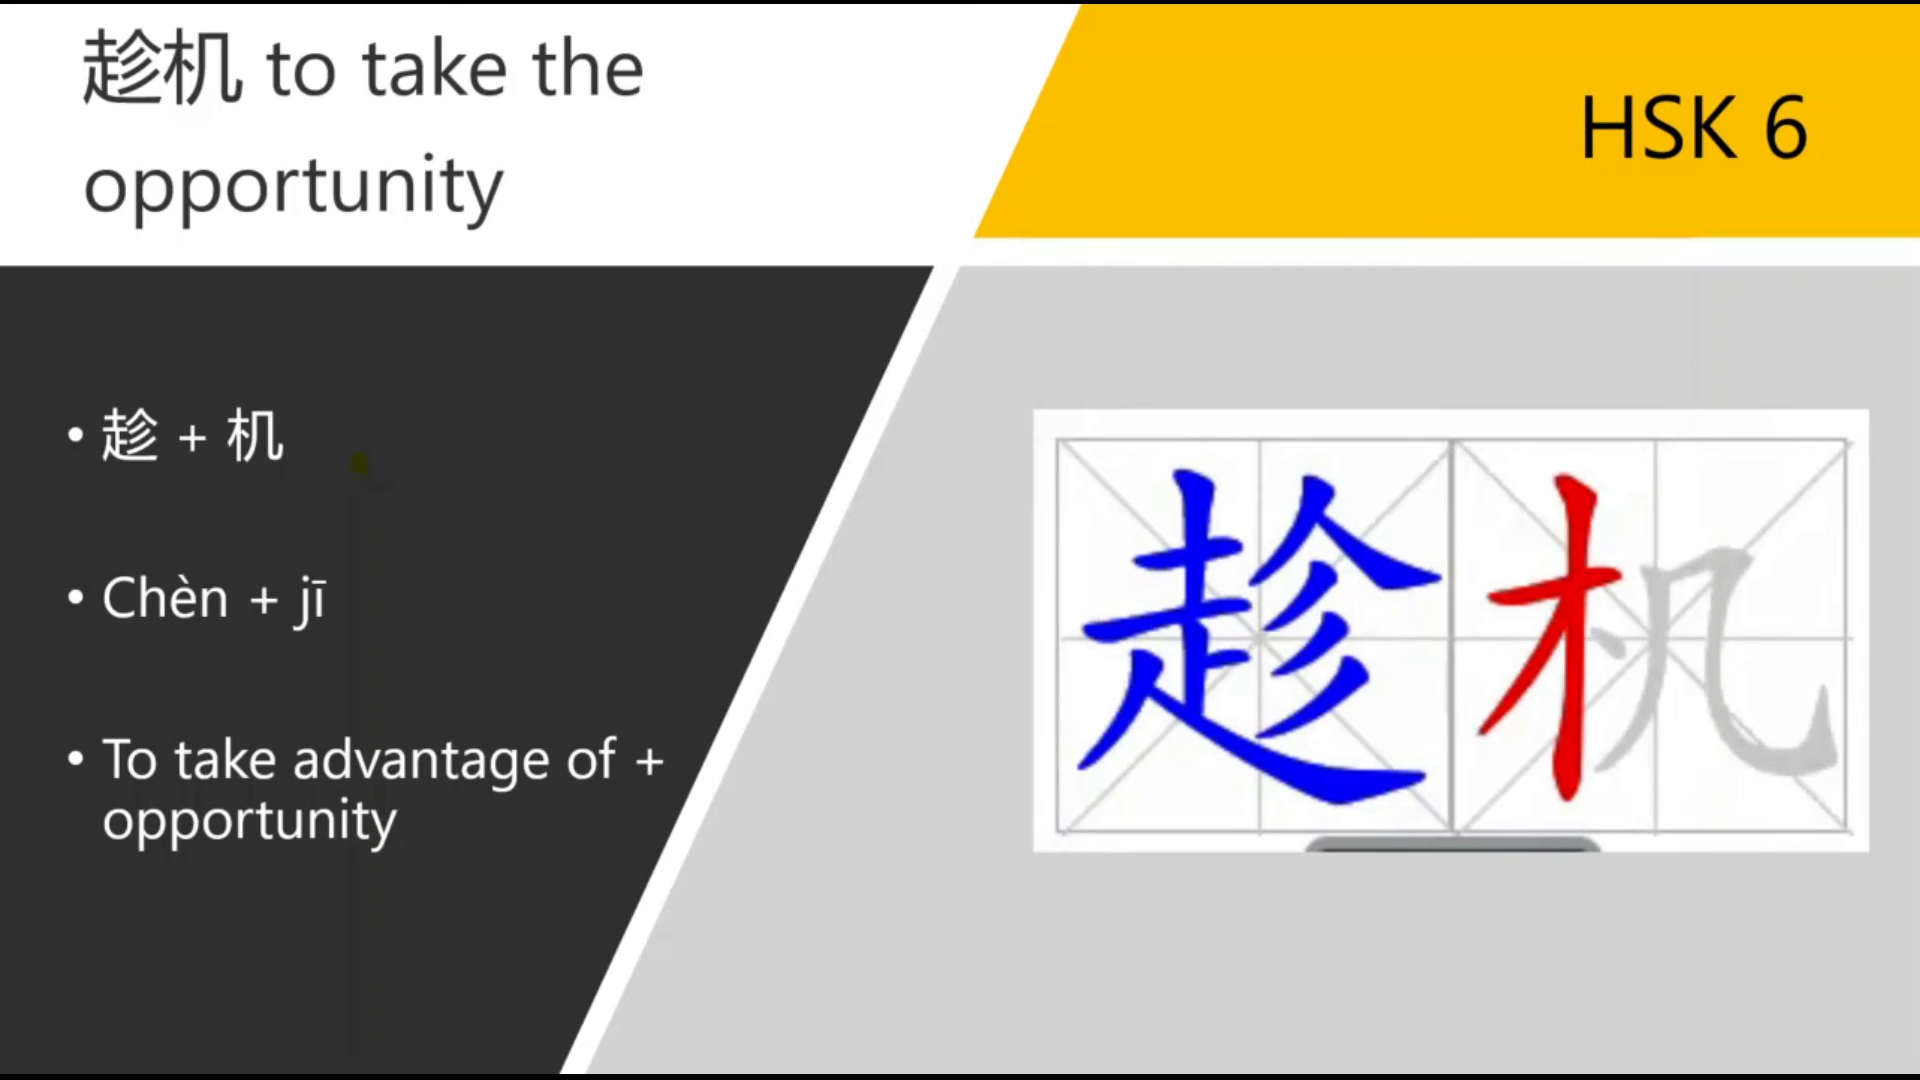 趁机 to take the
opportunity
HSK 6
• 趁 + 机
• Chèn + jī
• To take advantage of +
opportunity
趁机